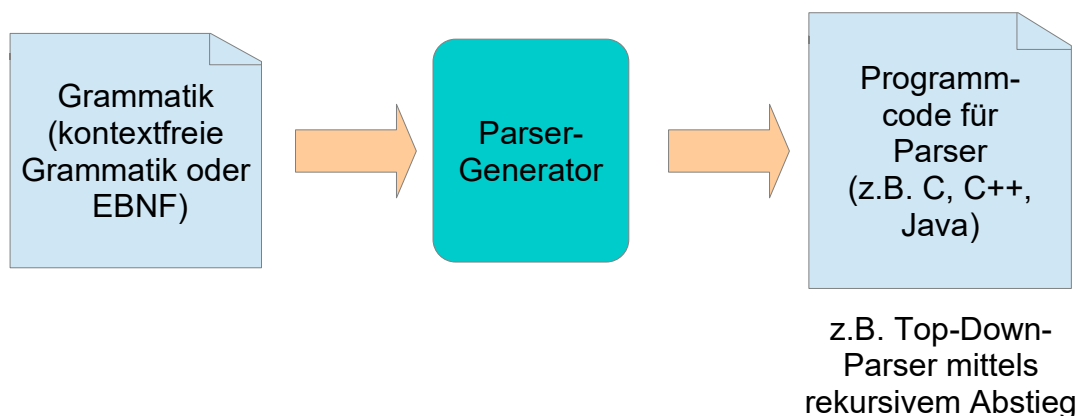 Grammatik
(kontextfreie
Grammatik oder
EBNF)
Parser-
Generator
Programm-
code für
Parser
(z.B. C, C++,
Java)
z.B. Top-Down-
Parser mittels
rekursivem Abstieg